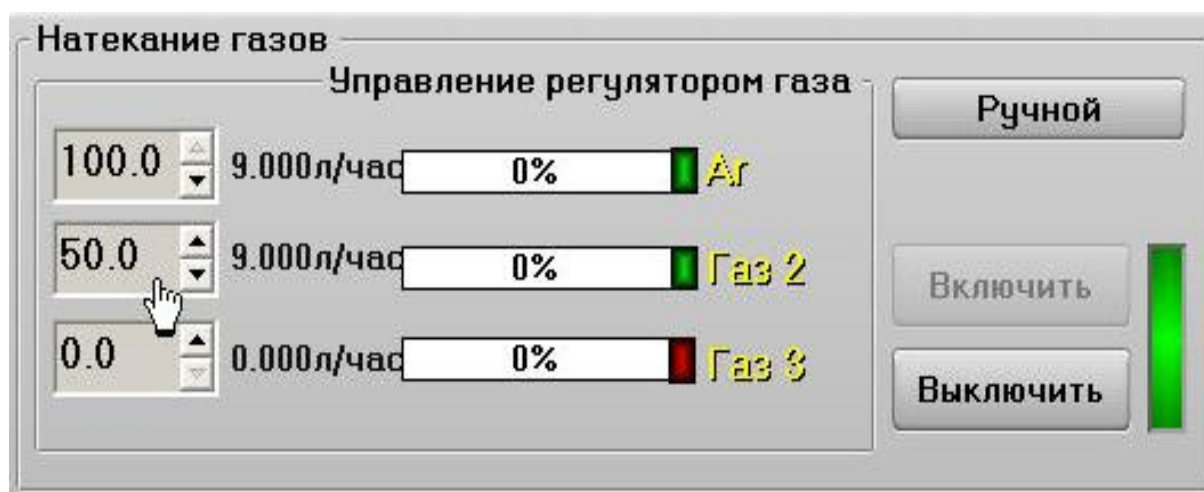 Натекание газов
Управление регулятором газа
Ручной
100.0 9.000л/час 0% Ar
50.0 9.000л/час 0% Газ 2
Включить
0.0 0.000л/час 0% Газ 3
Выключить